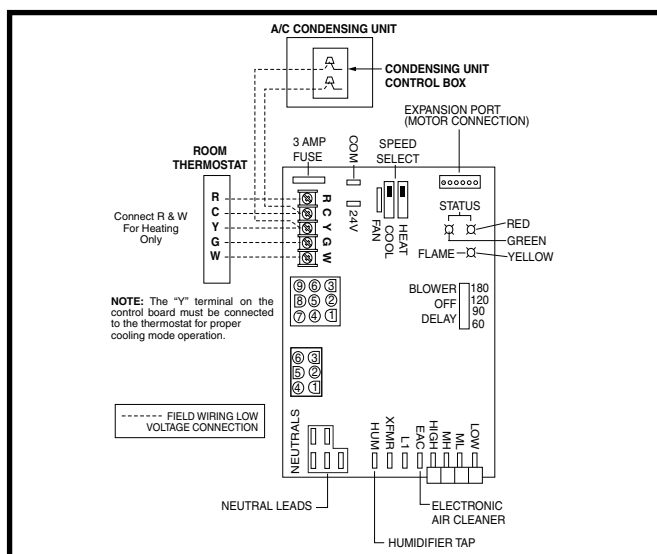 A/C CONDENSING UNIT
CONDENSING UNIT
CONTROL BOX
EXPANSION PORT
(MOTOR CONNECTION)
ROOM
THERMOSTAT
3 AMP
FUSE
COM
24V
SPEED
SELECT
FAN
COOL
HEAT
STATUS
RED
GREEN
FLAME
YELLOW
R
C
Y
G
W
R
C
Y
G
W
Connect R & W
For Heating
Only
NOTE: The “Y” terminal on the
control board must be connected
to the thermostat for proper
cooling mode operation.
9 6 3
8 5 2
7 4 1
BLOWER
OFF
DELAY
180
120
90
60
6 3
5 2
4 1
FIELD WIRING LOW
VOLTAGE CONNECTION
NEUTRALS
HUM
XFMR
L1
EAC
HIGH
MH
ML
LOW
NEUTRAL LEADS
ELECTRONIC
AIR CLEANER
HUMIDIFIER TAP